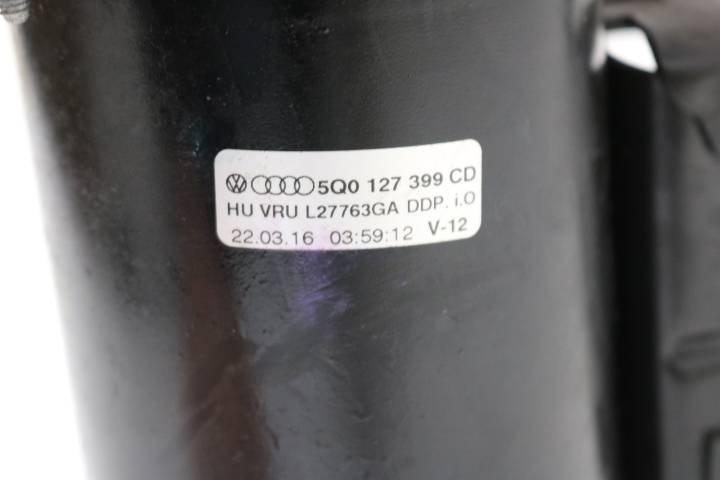 5Q0 127 399 CD
HU VRU L27763GA DDP. i.O
22.03.16 03:59:12 V-12